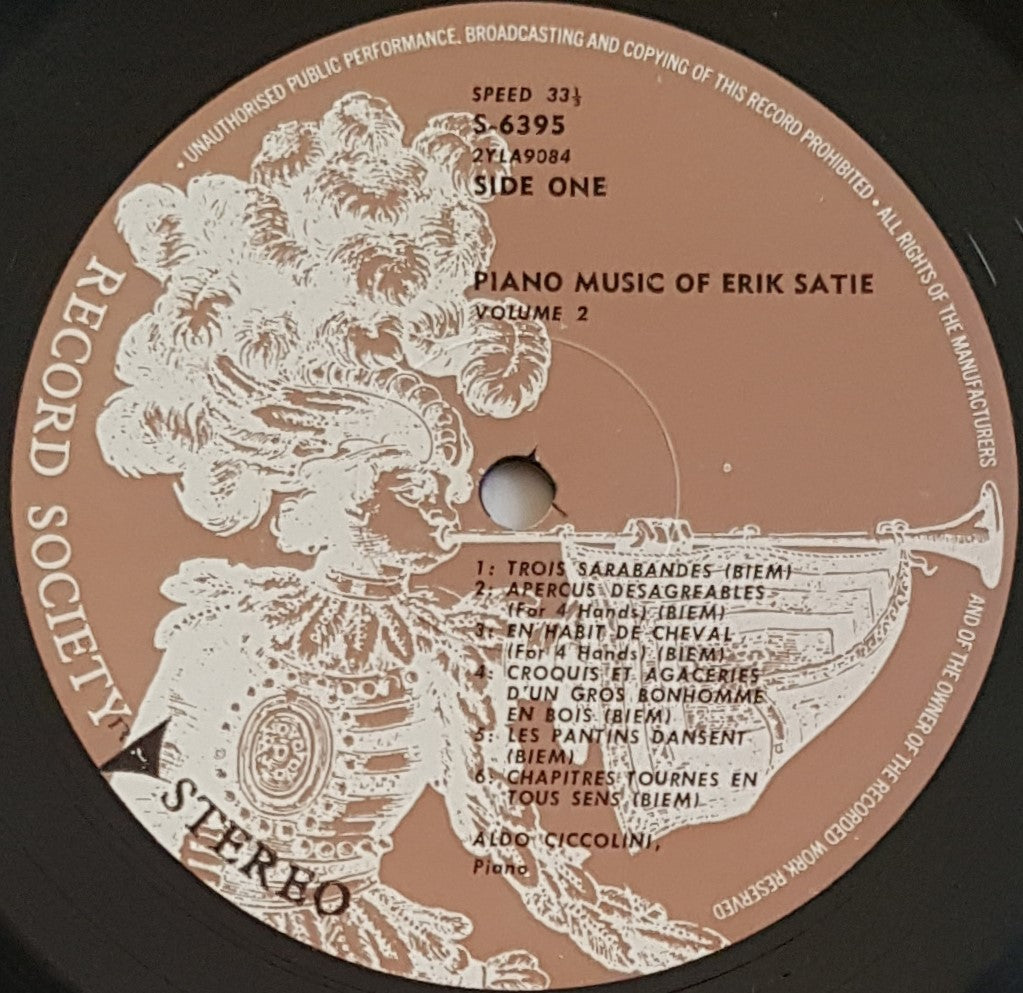 • UNAUTHORISED PUBLIC PERFORMANCE, BROADCASTING AND COPYING OF THIS RECORD PROHIBITED • ALL RIGHTS OF THE MANUFACTURERS AND OF THE OWNER OF THE RECORDED WORK RESERVED
SPEED 33⅓
S-6395
2YLA9084
SIDE ONE
PIANO MUSIC OF ERIK SATIE
VOLUME 2
RECORD SOCIETY
1: TROIS SARABANDES (BIEM)
2: APERCUS DESAGREABLES
(For 4 Hands) (BIEM)
3: EN HABIT DE CHEVAL
(For 4 Hands) (BIEM)
4: CROQUIS ET AGACERIES
D'UN GROS BONHOMME
EN BOIS (BIEM)
5: LES PANTINS DANSENT
(BIEM)
6: CHAPITRES TOURNES EN
TOUS SENS (BIEM)
ALDO CICCOLINI,
Piano
STEREO